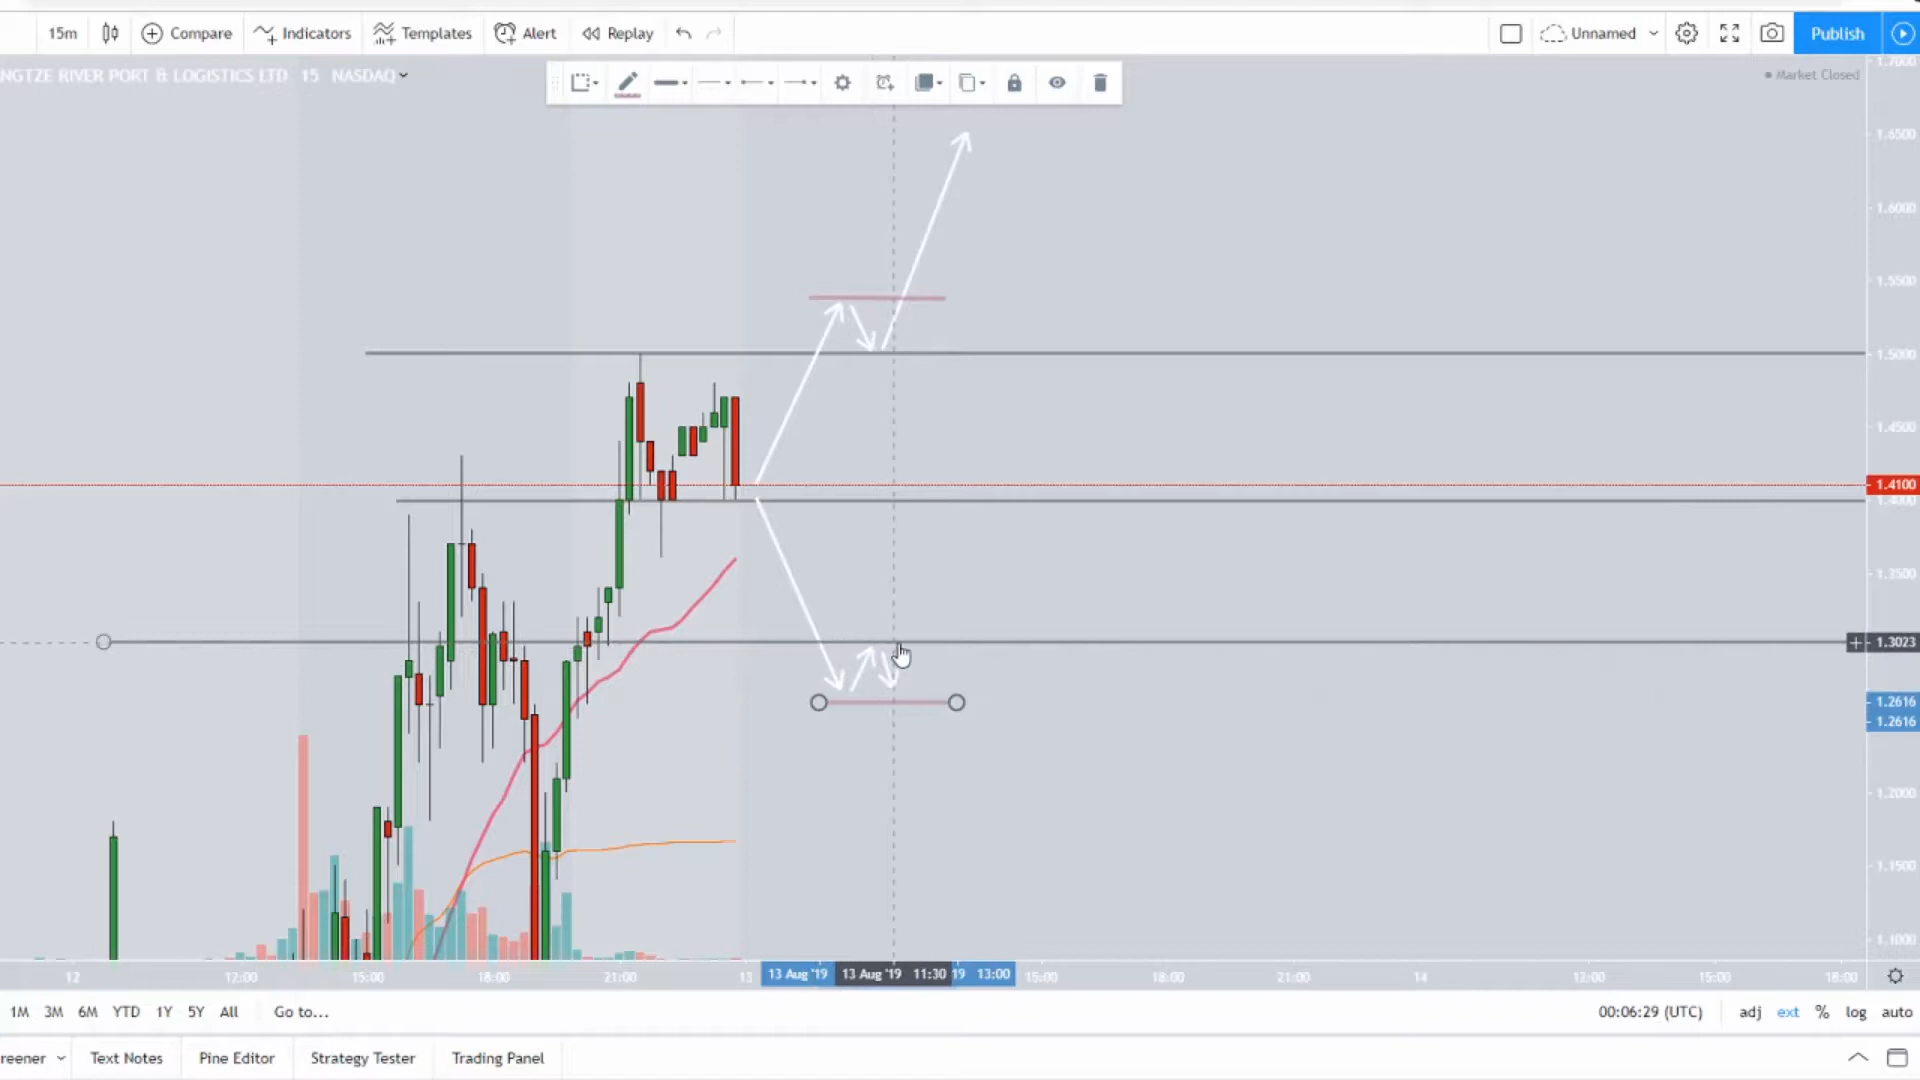 15m Compare Indicators Templates Alert Replay Unnamed Publish
NGTZE RIVER PORT & LOGISTICS LTD 15 NASDAQ
Market Closed
1.7000
1.6500
1.6000
1.5500
1.5000
1.4500
1.4100
1.3500
1.3023
1.2616
1.2616
1.2000
1.1500
1.1000
12 12:00 15:00 18:00 21:00 13 13 Aug '19 13 Aug '19 11:30 19 13:00 15:00 18:00 21:00 14 12:00 15:00 18:00
1M 3M 6M YTD 1Y 5Y All Go to... 00:06:29 (UTC) adj ext % log auto
reener Text Notes Pine Editor Strategy Tester Trading Panel